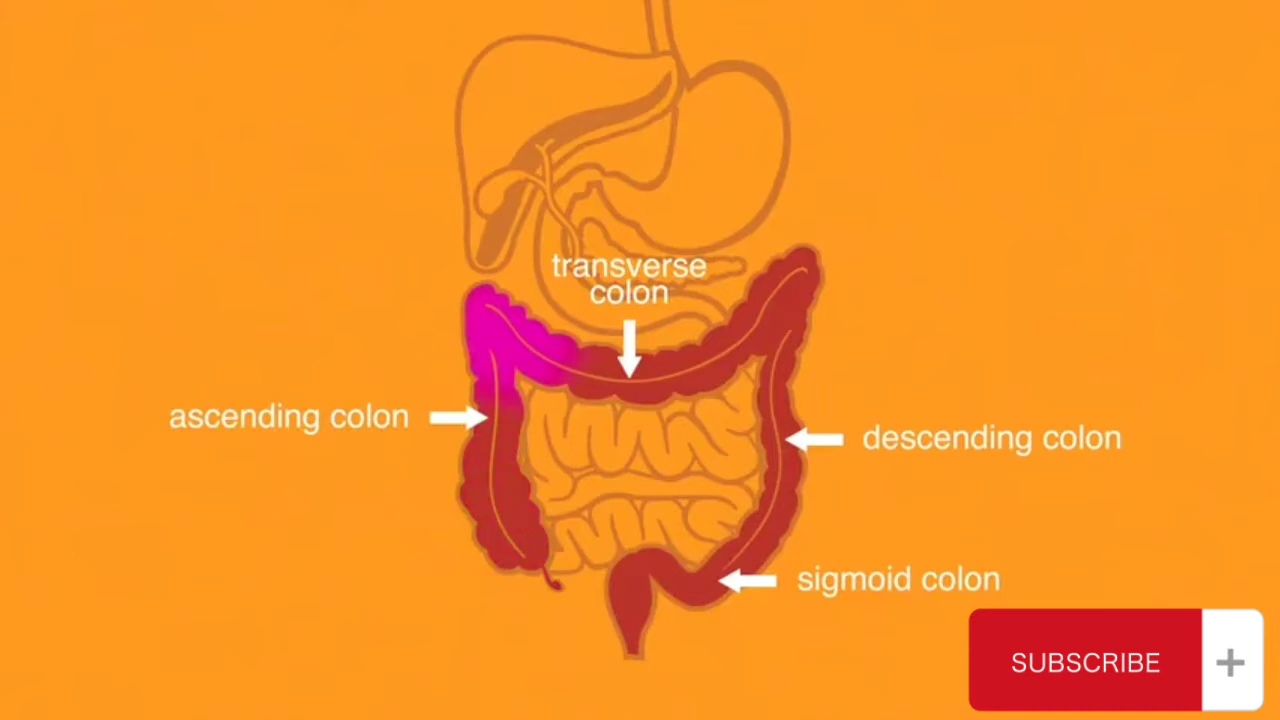 transverse
colon
ascending colon
descending colon
sigmoid colon
SUBSCRIBE +